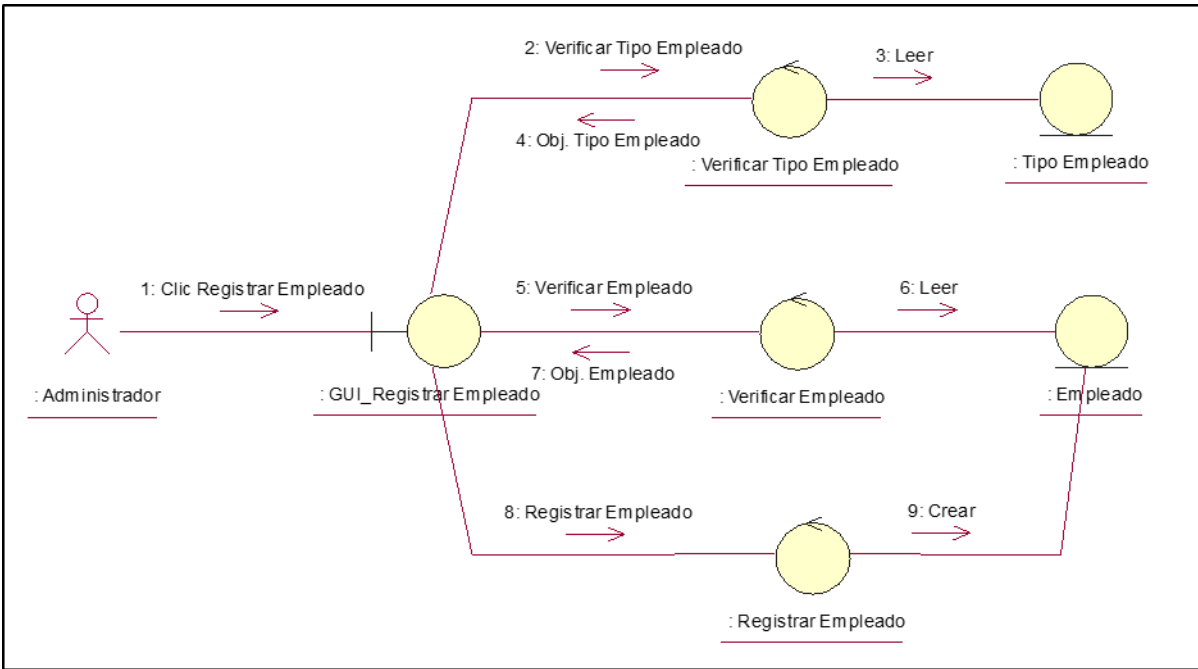 2: Verificar Tipo Empleado
3: Leer
4: Obj. Tipo Empleado
: Verificar Tipo Empleado
: Tipo Empleado
1: Clic Registrar Empleado
5: Verificar Empleado
6: Leer
7: Obj. Empleado
: Administrador
: GUI_Registrar Empleado
: Verificar Empleado
: Empleado
8: Registrar Empleado
9: Crear
: Registrar Empleado